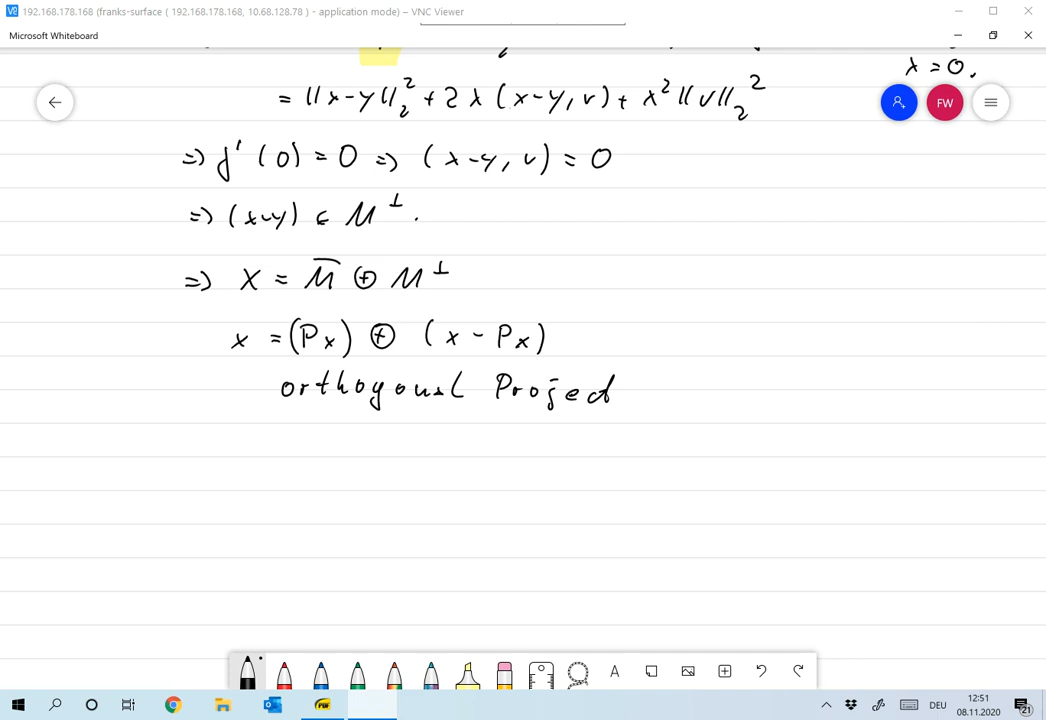 192.168.178.168 (franks-surface ( 192.168.178.168, 10.68.128.78 ) - application mode) – VNC Viewer
Microsoft Whiteboard
λ = 0.
= ||x-y||₂² + 2λ (x-y, v) + λ² ||v||₂²
FW
=> f'(0) = 0 => (x-y, v) = 0
=> (x-y) ∈ M^⊥.
=> X = M̅ ⊕ M^⊥
x = (Px) ⊕ (x - Px)
orthogonal Project
A
DEU
12:51
08.11.2020
21